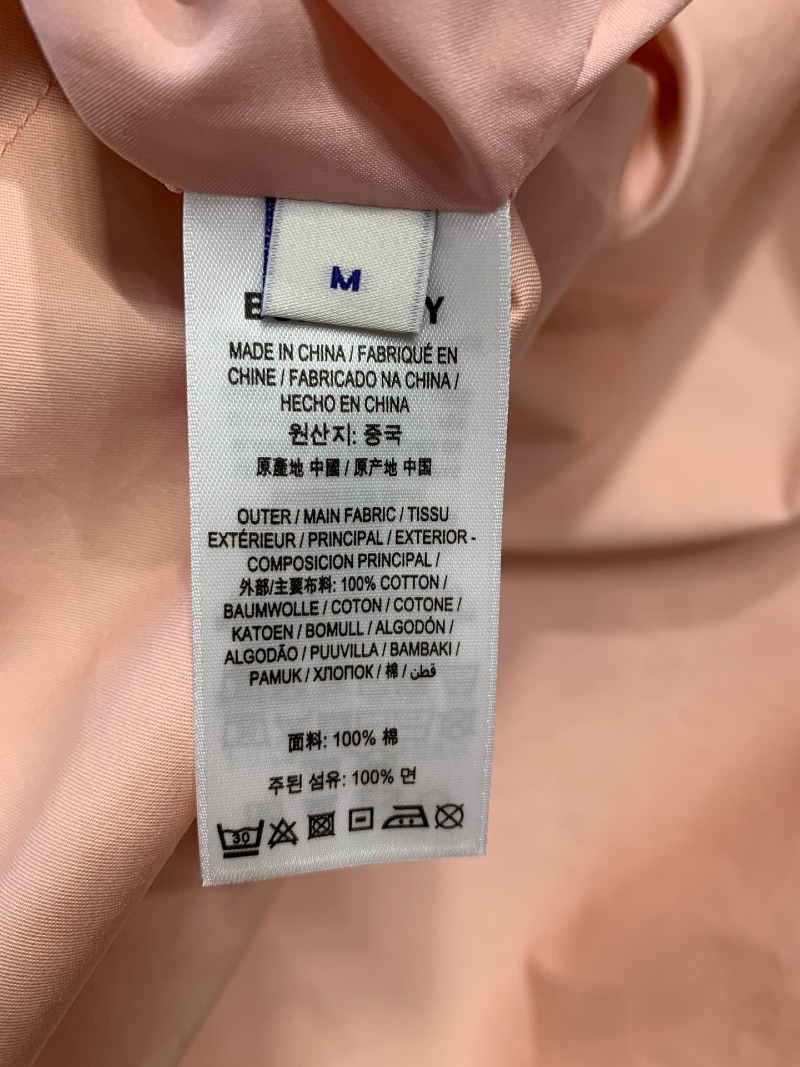 M
MADE IN CHINA / FABRIQUÉ EN
CHINE / FABRICADO NA CHINA /
HECHO EN CHINA
원산지: 중국
原產地 中國 / 原产地 中国
OUTER / MAIN FABRIC / TISSU
EXTÉRIEUR / PRINCIPAL / EXTERIOR -
COMPOSICION PRINCIPAL /
外部/主要布料: 100% COTTON /
BAUMWOLLE / COTON / COTONE /
KATOEN / BOMULL / ALGODÓN /
ALGODÃO / PUUVILLA / BAMBAKI /
PAMUK / ХЛОПОК / 棉 / قطن
面料: 100% 棉
주된 섬유: 100% 면
30